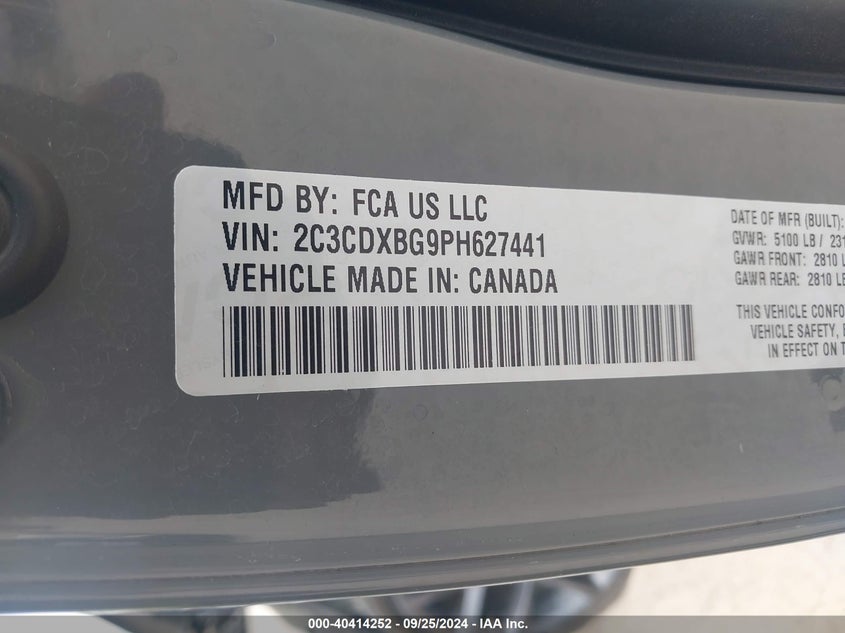 MFD BY: FCA US LLC
VIN: 2C3CDXBG9PH627441
VEHICLE MADE IN: CANADA
DATE OF MFR (BUILT):
GVWR: 5100 LB /
GAWR FRONT: 2810
GAWR REAR: 2810
THIS VEHICLE
VEHICLE SAFETY,
IN EFFECT ON
000-40414252 - 09/25/2024 - IAA Inc.